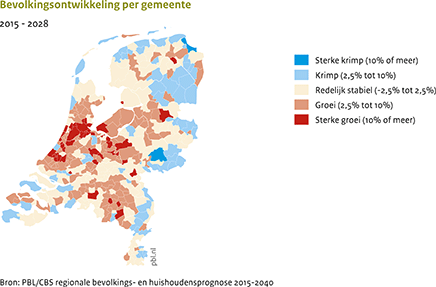 Bevolkingsontwikkeling per gemeente
2015 - 2028
Sterke krimp (10% of meer)
Krimp (2,5% tot 10%)
Redelijk stabiel (-2,5% tot 2,5%)
Groei (2,5% tot 10%)
Sterke groei (10% of meer)
pbl.nl
Bron: PBL/CBS regionale bevolkings- en huishoudensprognose 2015-2040